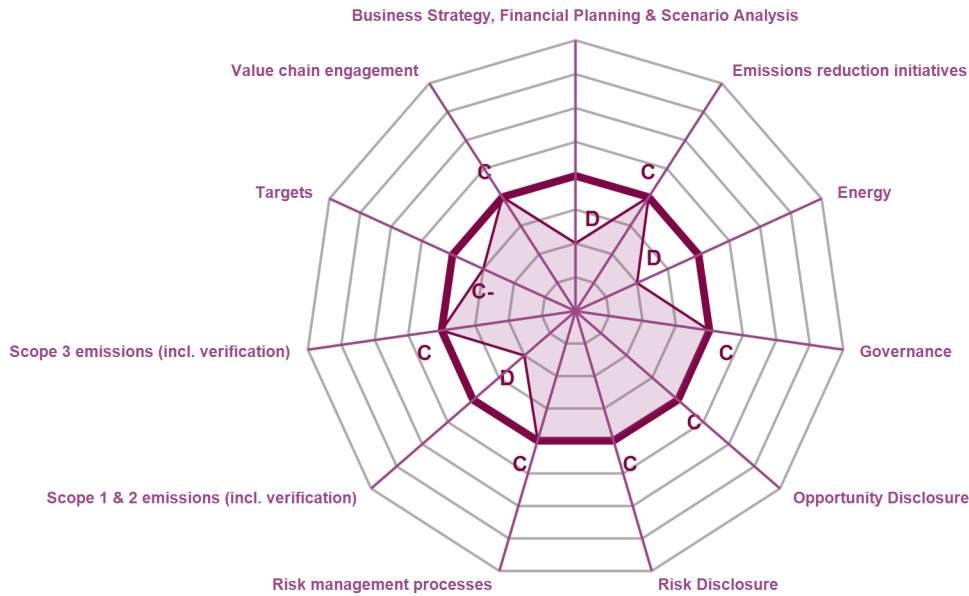 Business Strategy, Financial Planning & Scenario Analysis
Value chain engagement
Emissions reduction initiatives
C
C
Targets
Energy
D
D
C-
Scope 3 emissions (incl. verification)
Governance
C
C
D
C
Scope 1 & 2 emissions (incl. verification)
Opportunity Disclosure
C
C
Risk management processes
Risk Disclosure